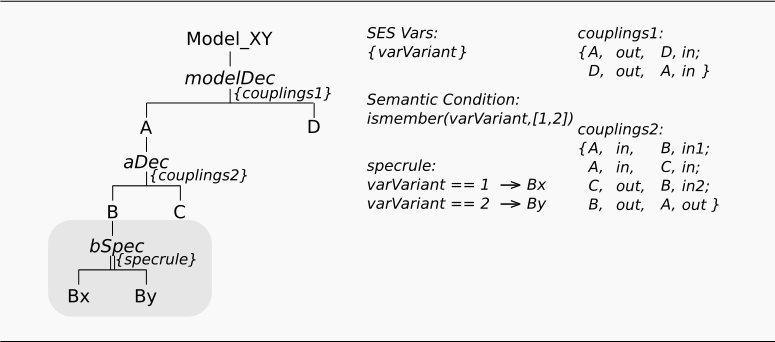 Model_XY
modelDec
{couplings1}
A
D
aDec
{couplings2}
B
C
bSpec
{specrule}
Bx
By
SES Vars:
{varVariant}
Semantic Condition:
ismember(varVariant,[1,2])
specrule:
varVariant == 1 → Bx
varVariant == 2 → By
couplings1:
{A, out, D, in;
D, out, A, in }
couplings2:
{A, in, B, in1;
A, in, C, in;
C, out, B, in2;
B, out, A, out }